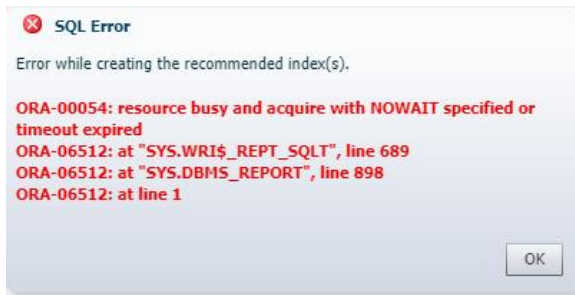 SQL Error
Error while creating the recommended index(s).
ORA-00054: resource busy and acquire with NOWAIT specified or
timeout expired
ORA-06512: at "SYS.WRI$_REPT_SQLT", line 689
ORA-06512: at "SYS.DBMS_REPORT", line 898
ORA-06512: at line 1
OK